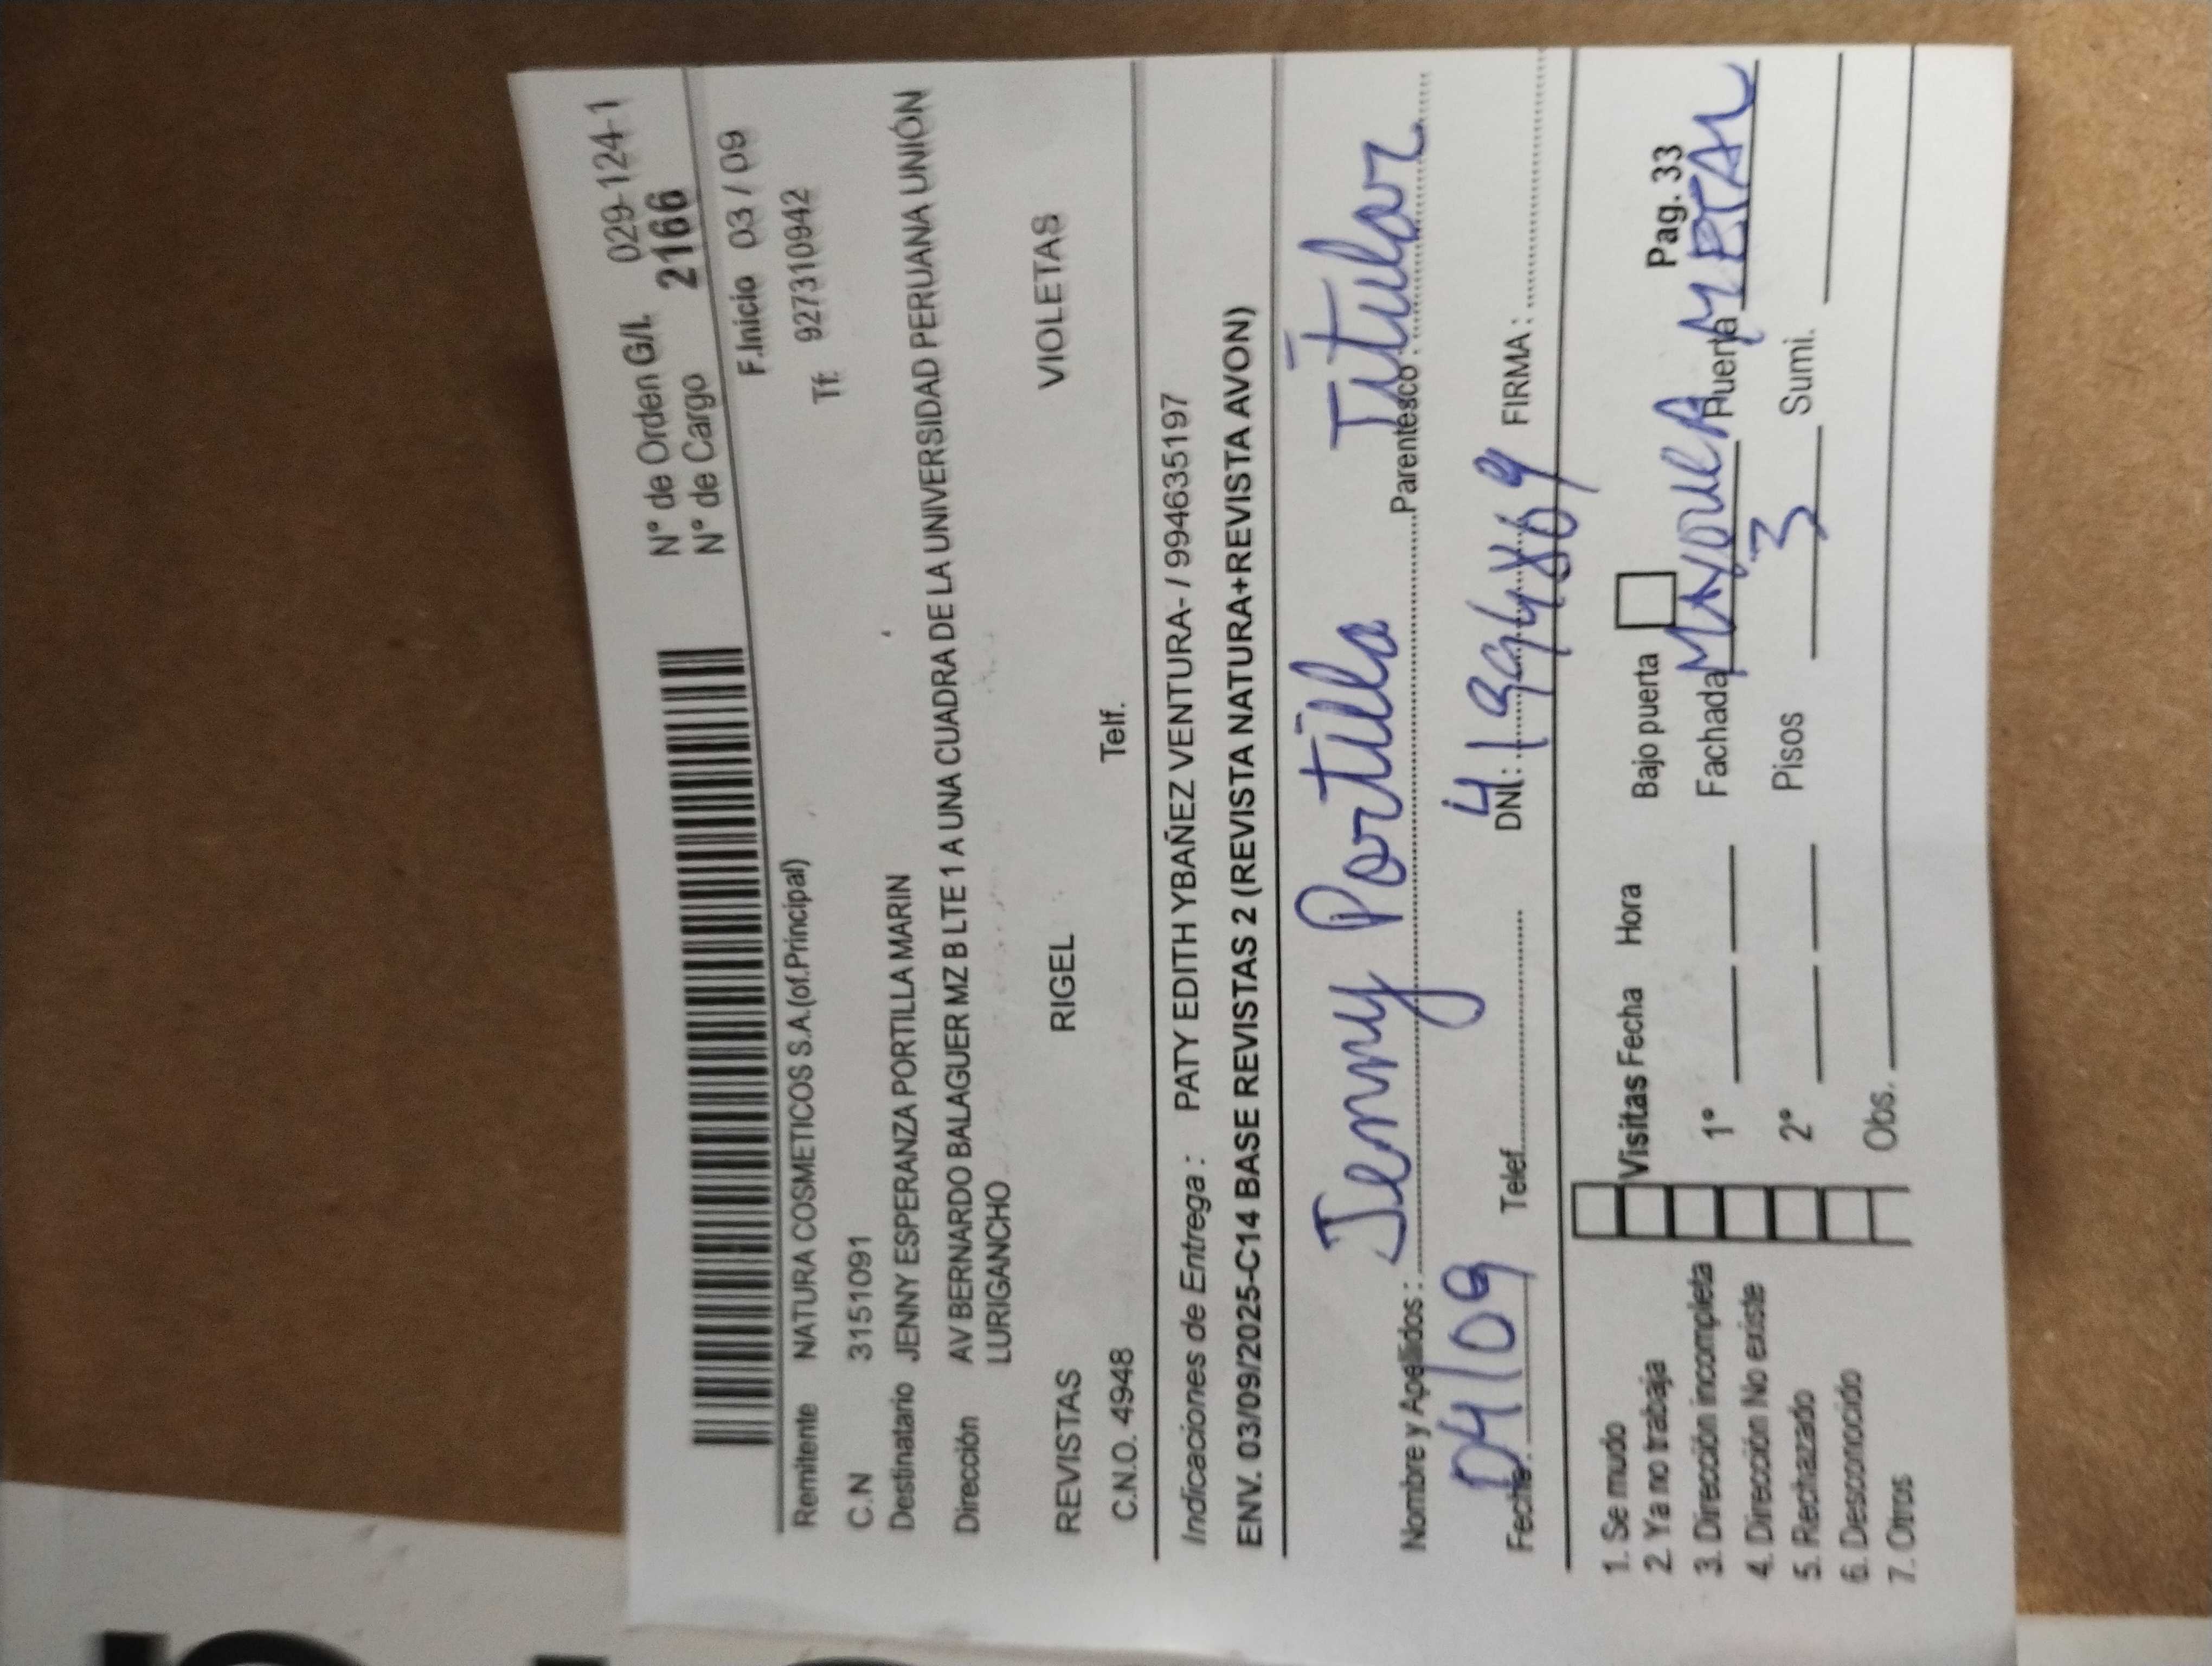 N° de Orden G/L 029-124-1
N° de Cargo 2166
F.Inicio 03 / 09
Remitente NATURA COSMETICOS S.A.(of.Principal) Tf: 927310942
C.N 3151091
Destinatario JENNY ESPERANZA PORTILLA MARIN
Dirección AV BERNARDO BALAGUER MZ B LTE 1 A UNA CUADRA DE LA UNIVERSIDAD PERUANA UNIÓN
LURIGANCHO
REVISTAS RIGEL VIOLETAS
C.N.O. 4948 Telf.
Indicaciones de Entrega : PATY EDITH YBAÑEZ VENTURA- / 994635197
ENV. 03/09/2025-C14 BASE REVISTAS 2 (REVISTA NATURA+REVISTA AVON)
Nombre y Apellidos : Jenny Portilla Parentesco : Titular
Fecha : 04/09 Telef. DNI : FIRMA :
1. Se mudo
2. Ya no trabaja
3. Dirección incompleta
4. Dirección No existe
5. Rechazado
6. Desconocido
7. Otros
Visitas Fecha Hora Bajo puerta Pag. 33
1° Fachada Puerta METAL
2° Pisos 3 Sumi.
Obs.